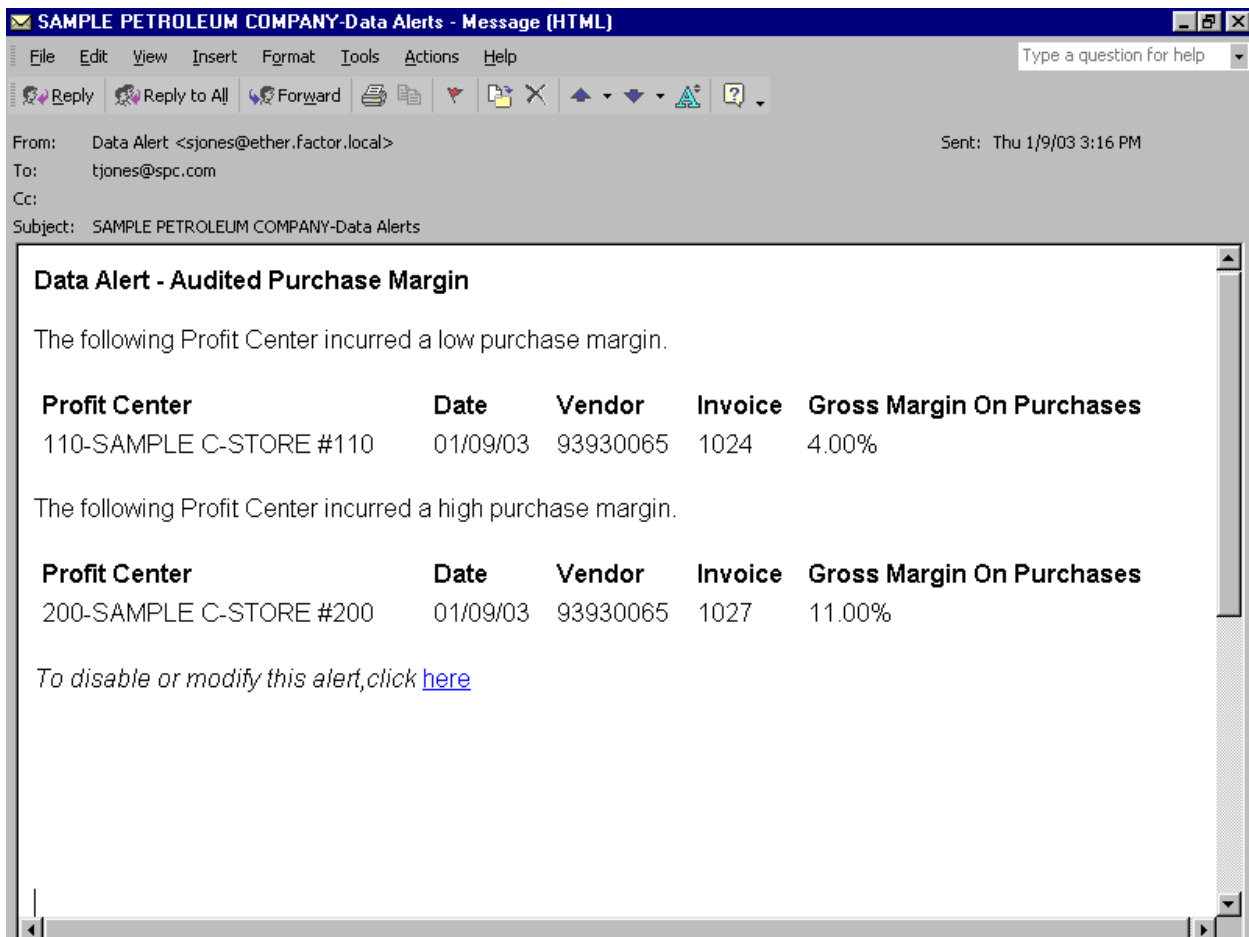 SAMPLE PETROLEUM COMPANY-Data Alerts - Message (HTML)
File Edit View Insert Format Tools Actions Help Type a question for help
Reply Reply to All Forward
From: Data Alert <sjones@ether.factor.local> Sent: Thu 1/9/03 3:16 PM
To: tjones@spc.com
Cc:
Subject: SAMPLE PETROLEUM COMPANY-Data Alerts
Data Alert - Audited Purchase Margin
The following Profit Center incurred a low purchase margin.
Profit Center Date Vendor Invoice Gross Margin On Purchases
110-SAMPLE C-STORE #110 01/09/03 93930065 1024 4.00%
The following Profit Center incurred a high purchase margin.
Profit Center Date Vendor Invoice Gross Margin On Purchases
200-SAMPLE C-STORE #200 01/09/03 93930065 1027 11.00%
To disable or modify this alert,click here